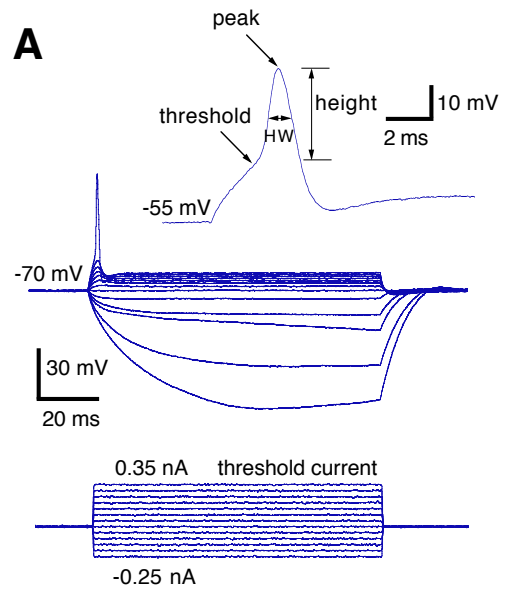 A
peak
threshold
height
HW
10 mV
2 ms
-55 mV
-70 mV
30 mV
20 ms
0.35 nA threshold current
-0.25 nA